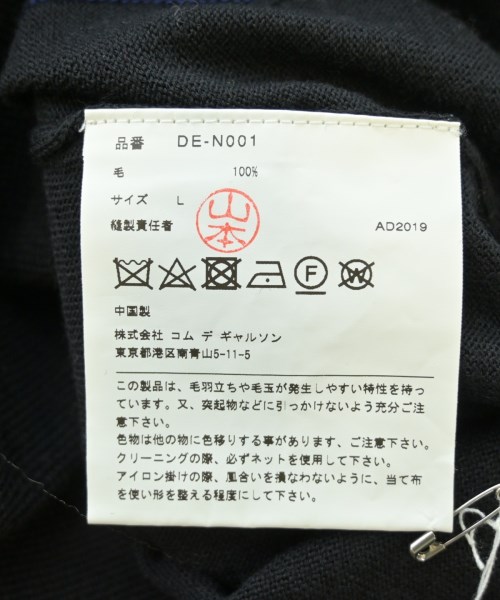 品番 DE-N001
毛 100%
サイズ L
山本
縫製責任者 AD2019
F W
中国製
株式会社 コム デ ギャルソン
東京都港区南青山5-11-5
この製品は、毛羽立ちや毛玉が発生しやすい特性を持っ
ています。又、突起物などに引っかけないよう充分ご注
意下さい。
色物は他の物に色移りする事があります、ご注意下さい。
クリーニングの際、必ずネットを使用して下さい。
アイロン掛けの際、風合いを損なわないように、当て布
を使い形を整える程度にして下さい。